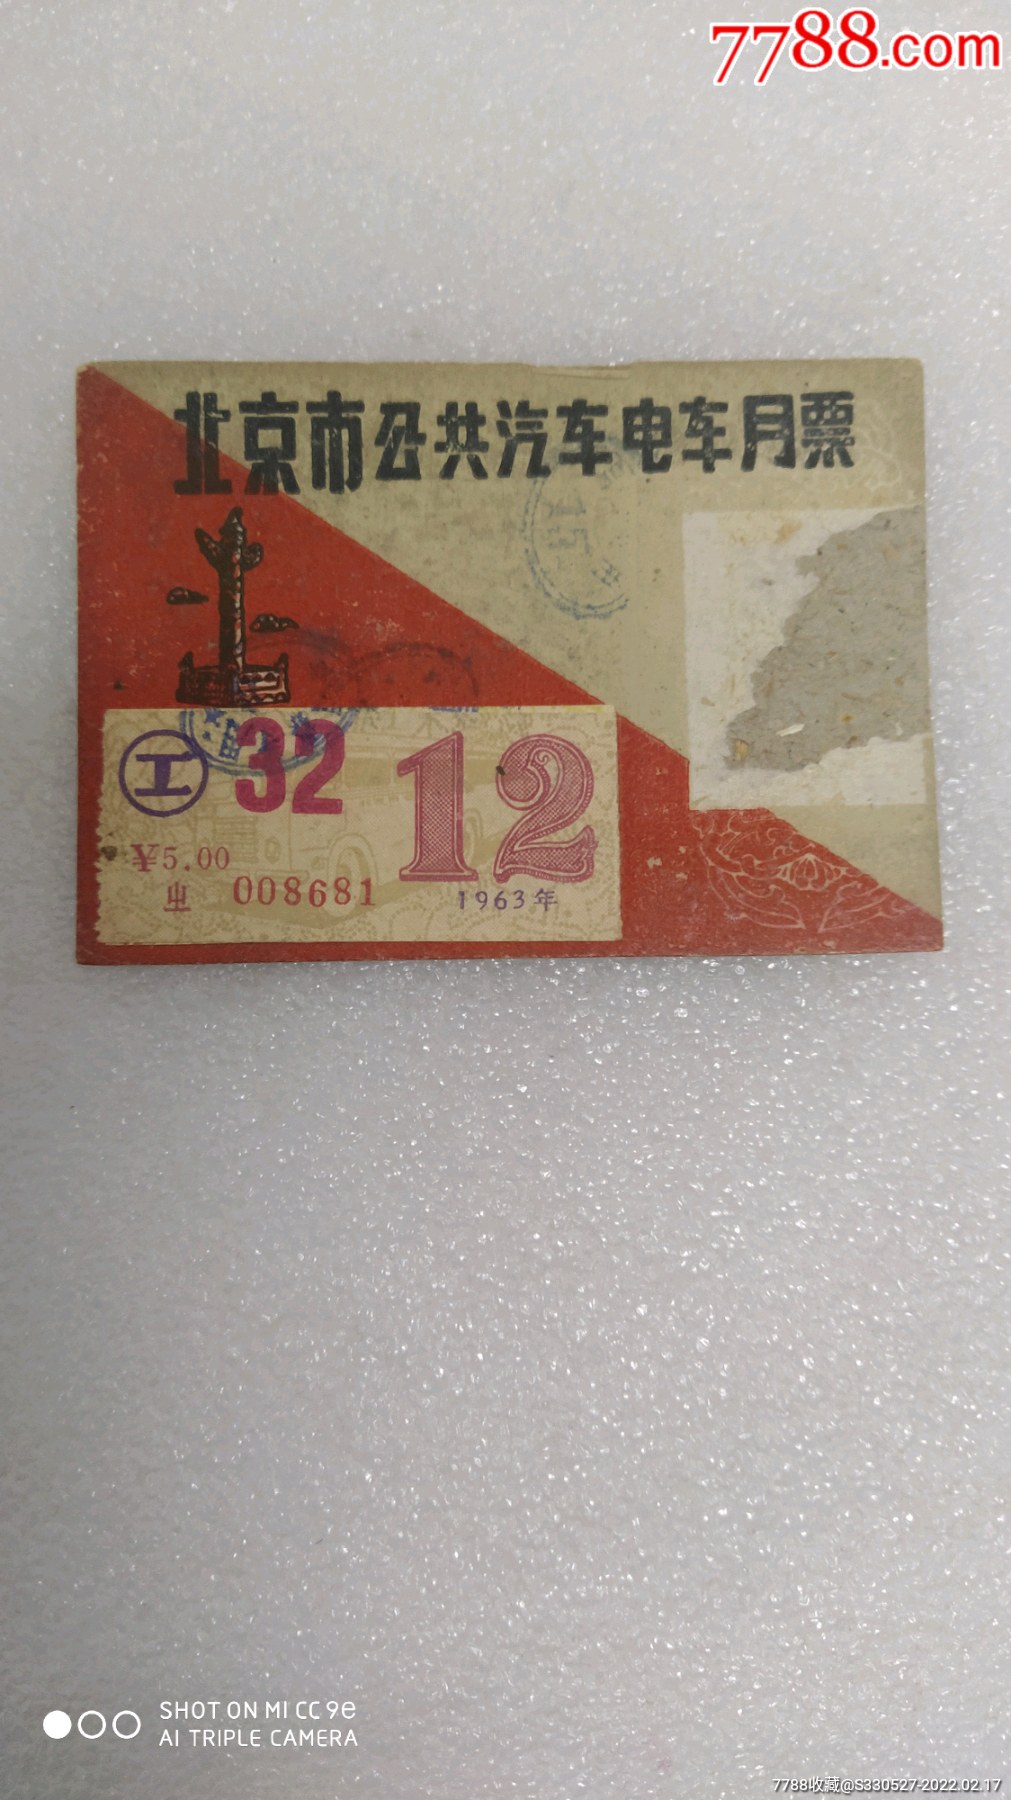 7788.com
北京市公共汽车电车月票
工
32
12
¥5.00
008681
1963年
SHOT ON MI CC 9e
AI TRIPLE CAMERA
7788收藏@S330527-2022.02.17